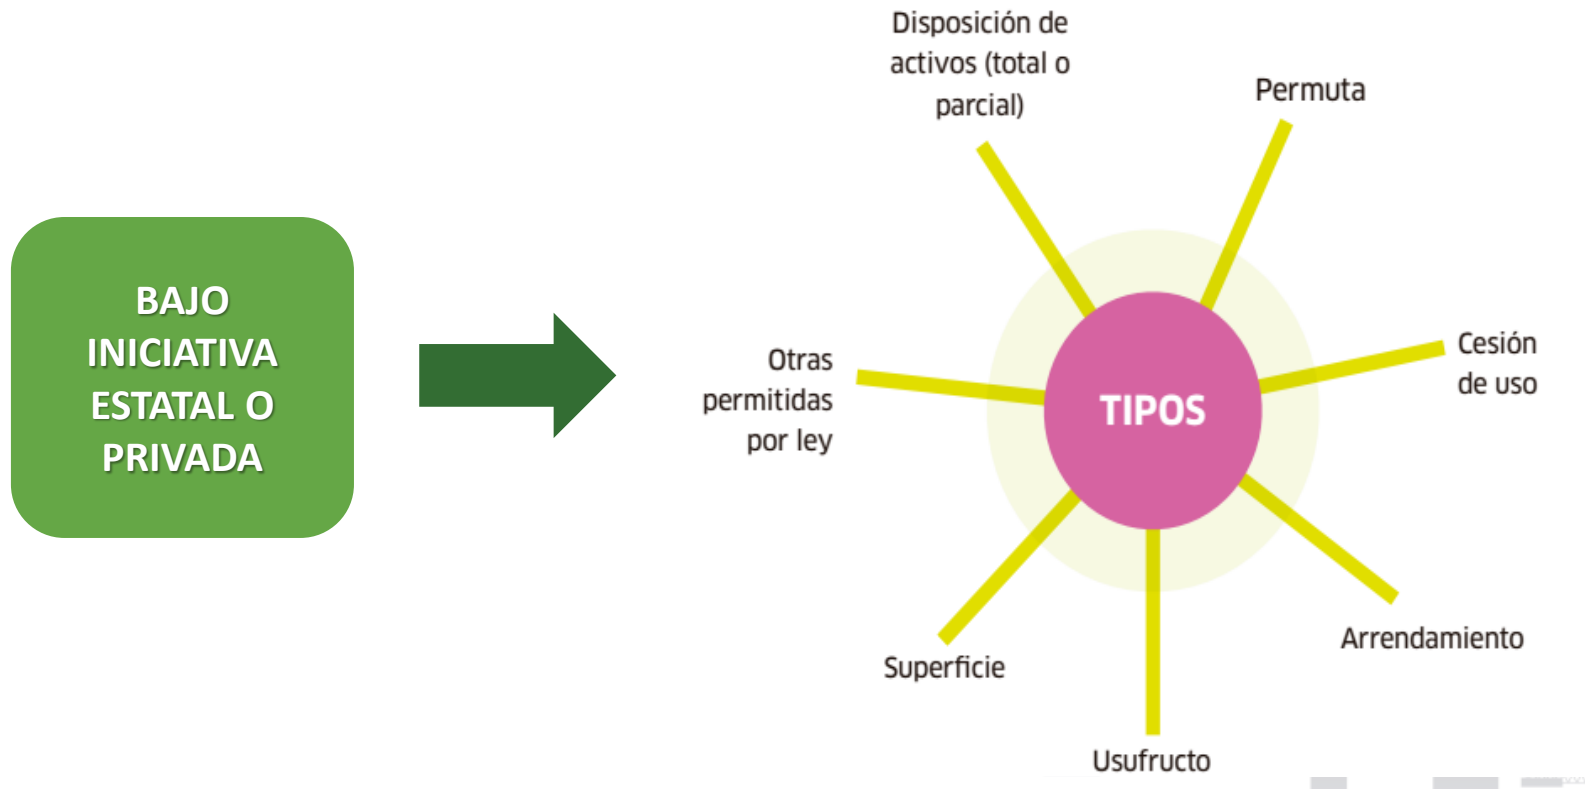 BAJO
INICIATIVA
ESTATAL O
PRIVADA
Disposición de
activos (total o
parcial)
Permuta
Cesión
de uso
Arrendamiento
Usufructo
Superficie
Otras
permitidas
por ley
TIPOS